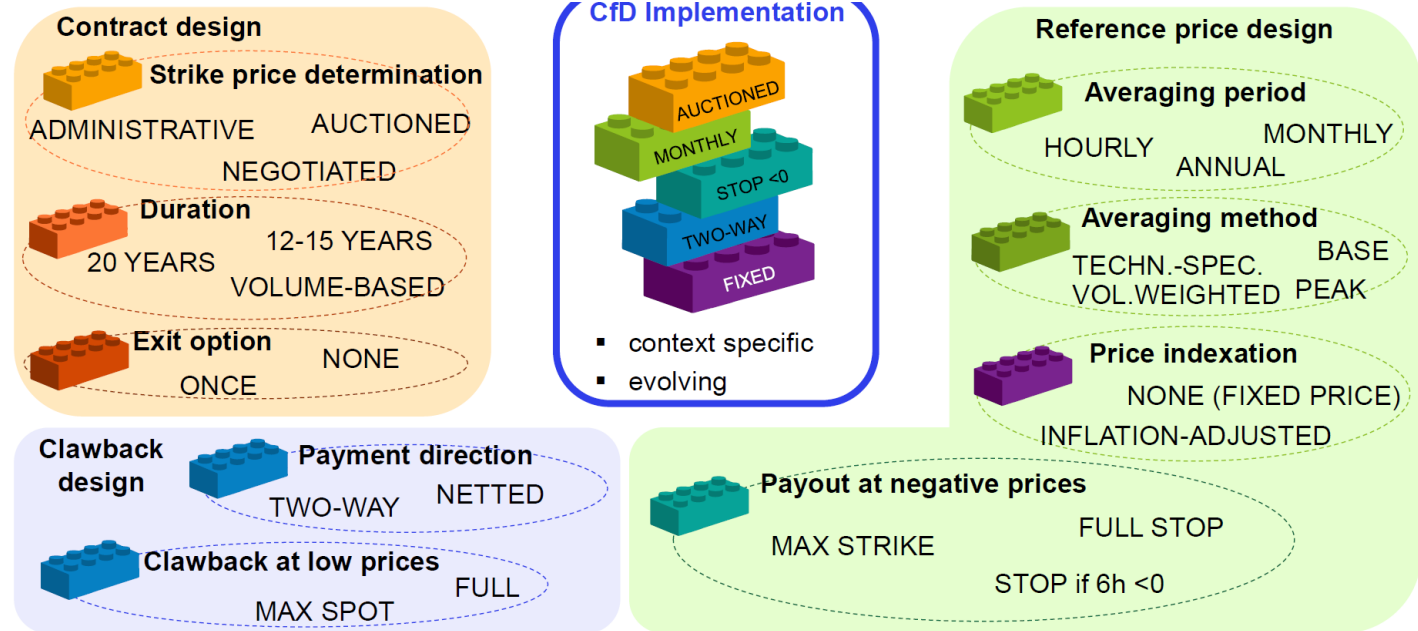 Contract design
Strike price determination
ADMINISTRATIVE
AUCTIONED
NEGOTIATED
Duration
12-15 YEARS
20 YEARS
VOLUME-BASED
Exit option
NONE
ONCE
CfD Implementation
AUCTIONED
MONTHLY
STOP <0
TWO-WAY
FIXED
▪ context specific
▪ evolving
Reference price design
Averaging period
MONTHLY
HOURLY
ANNUAL
Averaging method
BASE
TECHN.-SPEC.
VOL.WEIGHTED
PEAK
Price indexation
NONE (FIXED PRICE)
INFLATION-ADJUSTED
Payout at negative prices
FULL STOP
MAX STRIKE
STOP if 6h <0
Clawback
design
Payment direction
NETTED
TWO-WAY
Clawback at low prices
FULL
MAX SPOT